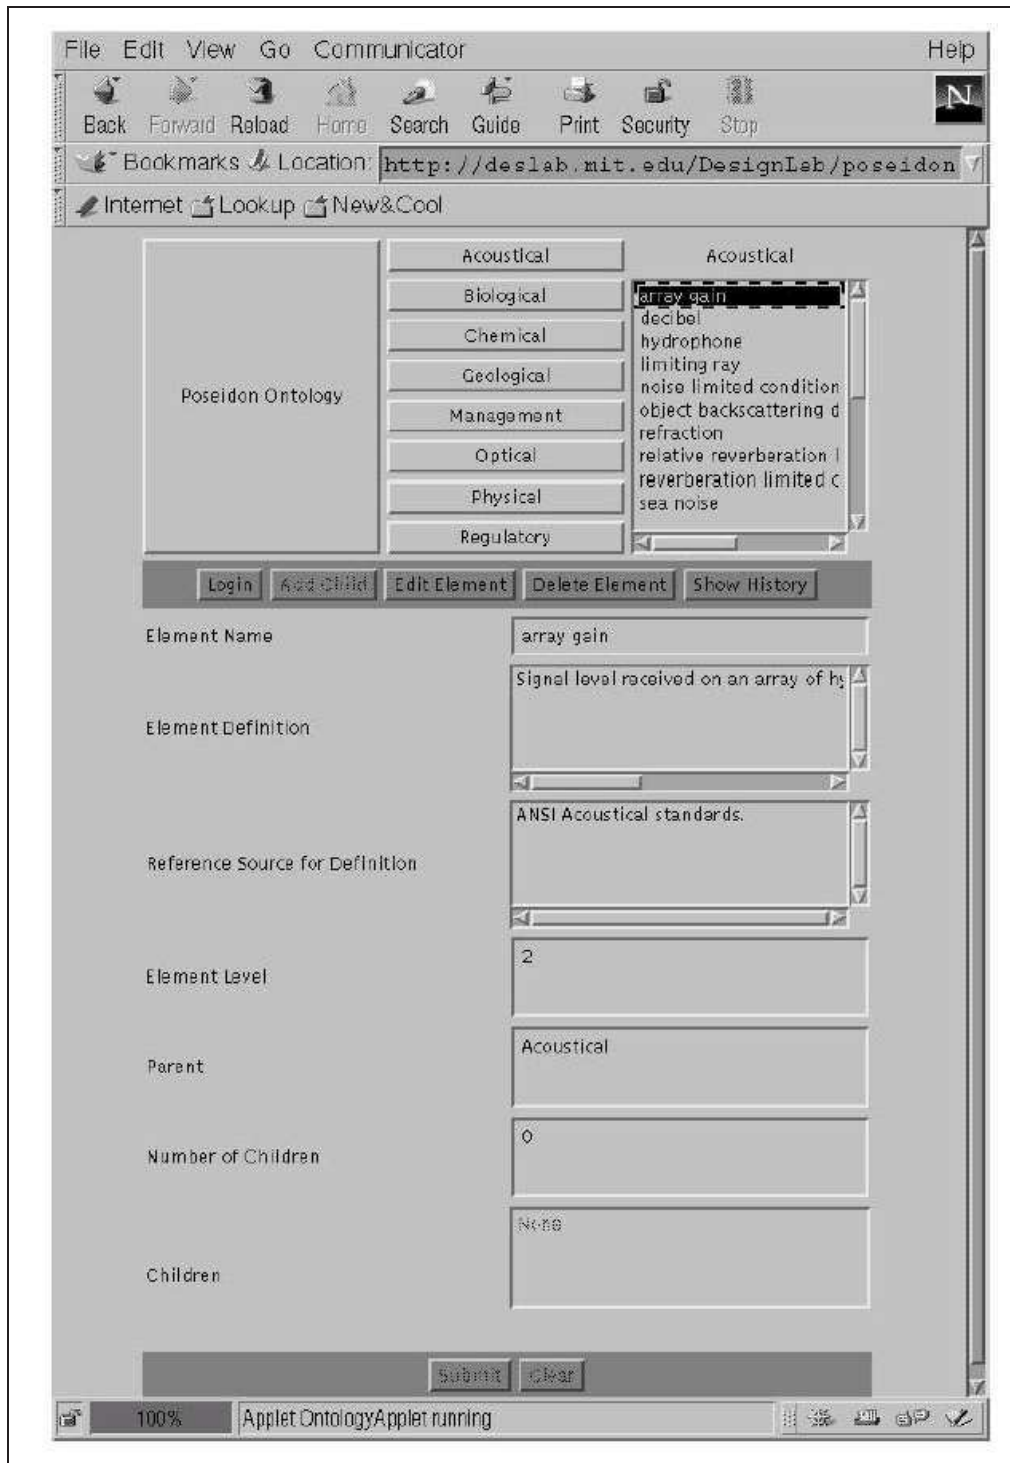 File Edit View Go Communicator Help
Back Forward Reload Home Search Guide Print Security Stop
N
Bookmarks Location: http://deslab.mit.edu/DesignLab/poseidon
Internet Lookup New&Cool
Poseidon Ontology
Acoustical
Biological
Chemical
Geological
Management
Optical
Physical
Regulatory
Acoustical
array gain
decibel
hydrophone
limiting ray
noise limited condition
object backscattering d
refraction
relative reverberation l
reverberation limited c
sea noise
Login Add Child Edit Element Delete Element Show History
Element Name array gain
Element Definition Signal level received on an array of hy
Reference Source for Definition ANSI Acoustical standards.
Element Level 2
Parent Acoustical
Number of Children 0
Children None
Submit Clear
100% Applet OntologyApplet running